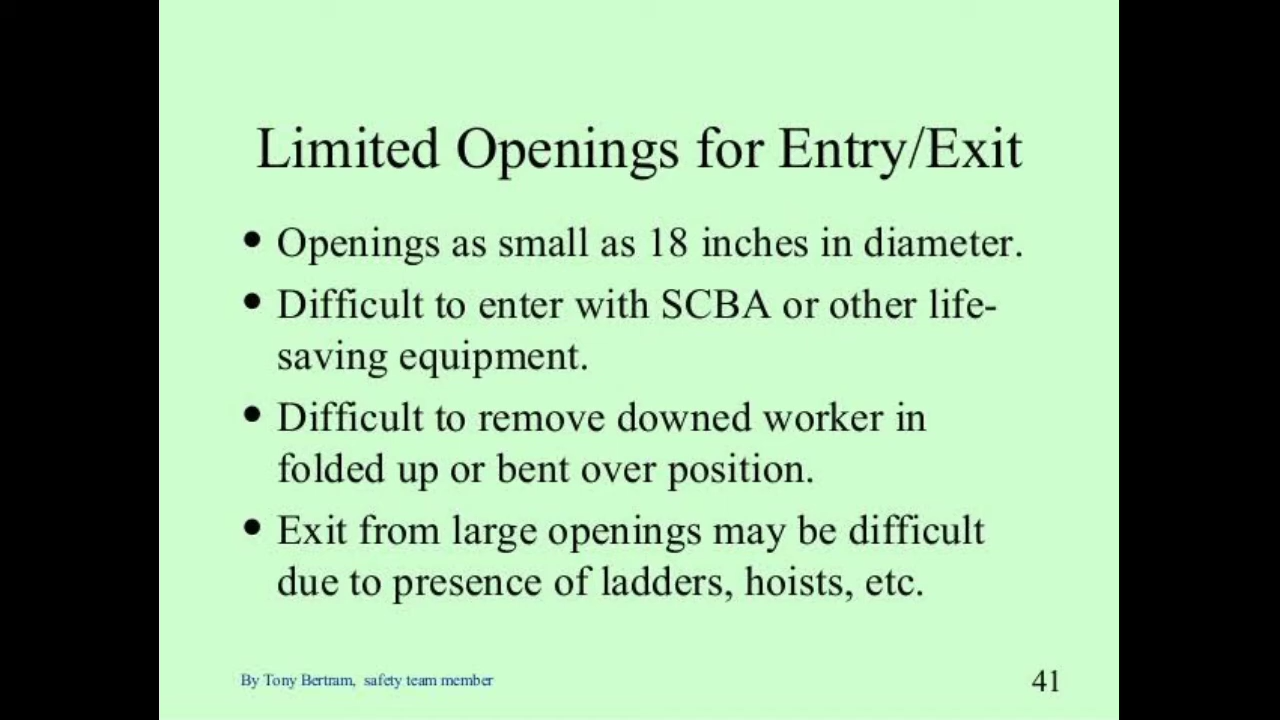 Limited Openings for Entry/Exit
• Openings as small as 18 inches in diameter.
• Difficult to enter with SCBA or other life-
saving equipment.
• Difficult to remove downed worker in
folded up or bent over position.
• Exit from large openings may be difficult
due to presence of ladders, hoists, etc.
By Tony Bertram, safety team member
41